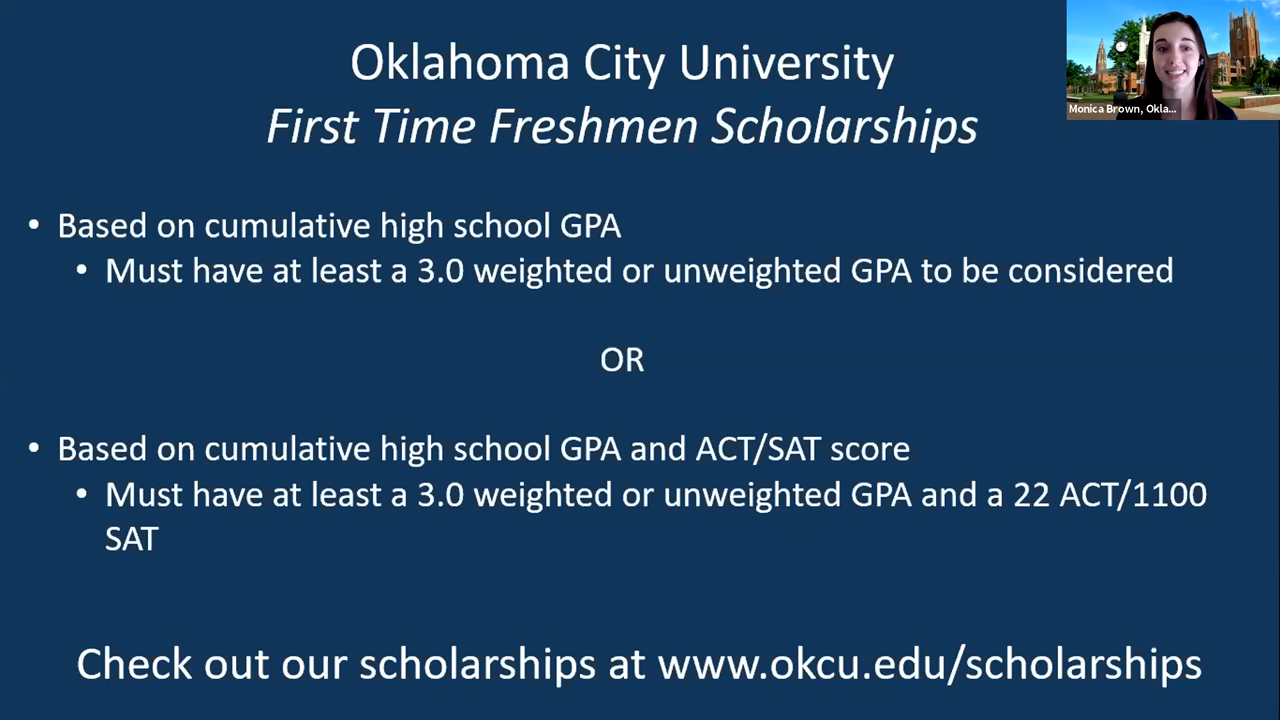 Oklahoma City University
First Time Freshmen Scholarships
Monica Brown, Okla...
• Based on cumulative high school GPA
• Must have at least a 3.0 weighted or unweighted GPA to be considered
OR
• Based on cumulative high school GPA and ACT/SAT score
• Must have at least a 3.0 weighted or unweighted GPA and a 22 ACT/1100
SAT
Check out our scholarships at www.okcu.edu/scholarships